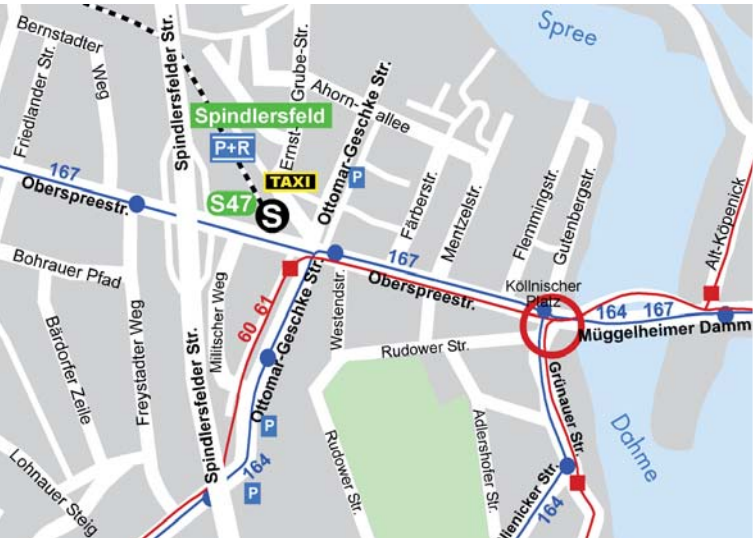 Spree
Bernstadter
Weg
Friedlander Str.
Spindlersfelder Str.
Ernst-Grube-Str.
Ahorn-allee
Ottomar-Geschke Str.
Spindlersfeld
P+R
TAXI
P
S47
S
167
Oberspreestr.
Färberstr.
Mentzelstr.
Flemmingstr.
Gutenbergstr.
Alt-Köpenick
167
Oberspreestr.
Köllnischer
Platz
164 167
Müggelheimer Damm
Bohrauer Pfad
Militscher Weg
60 61
Ottomar-Geschke Str.
Westendstr.
Rudower Str.
Grünauer Str.
Bärdorfer Zeile
Freystadter Weg
Spindlersfelder Str.
P
Rudower Str.
Adlershofer Str.
Dahme
Lohnauer Steig
164
P
llenicker Str.
164